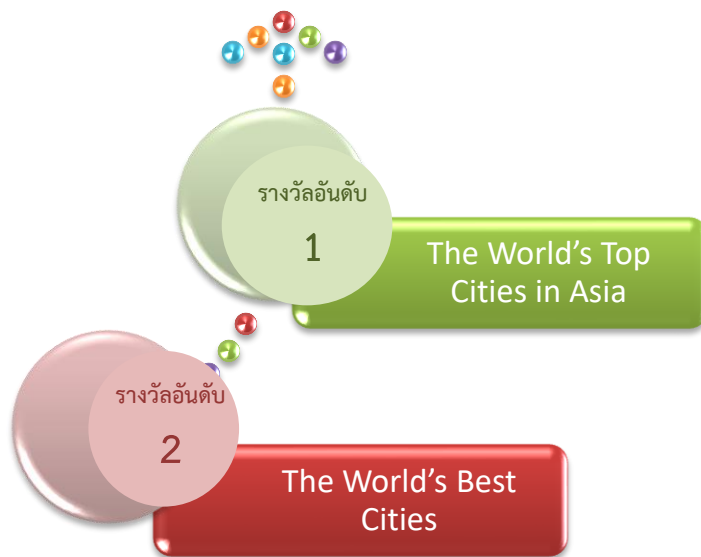 รางวัลอันดับ
1
The World's Top
Cities in Asia
รางวัลอันดับ
2
The World's Best
Cities